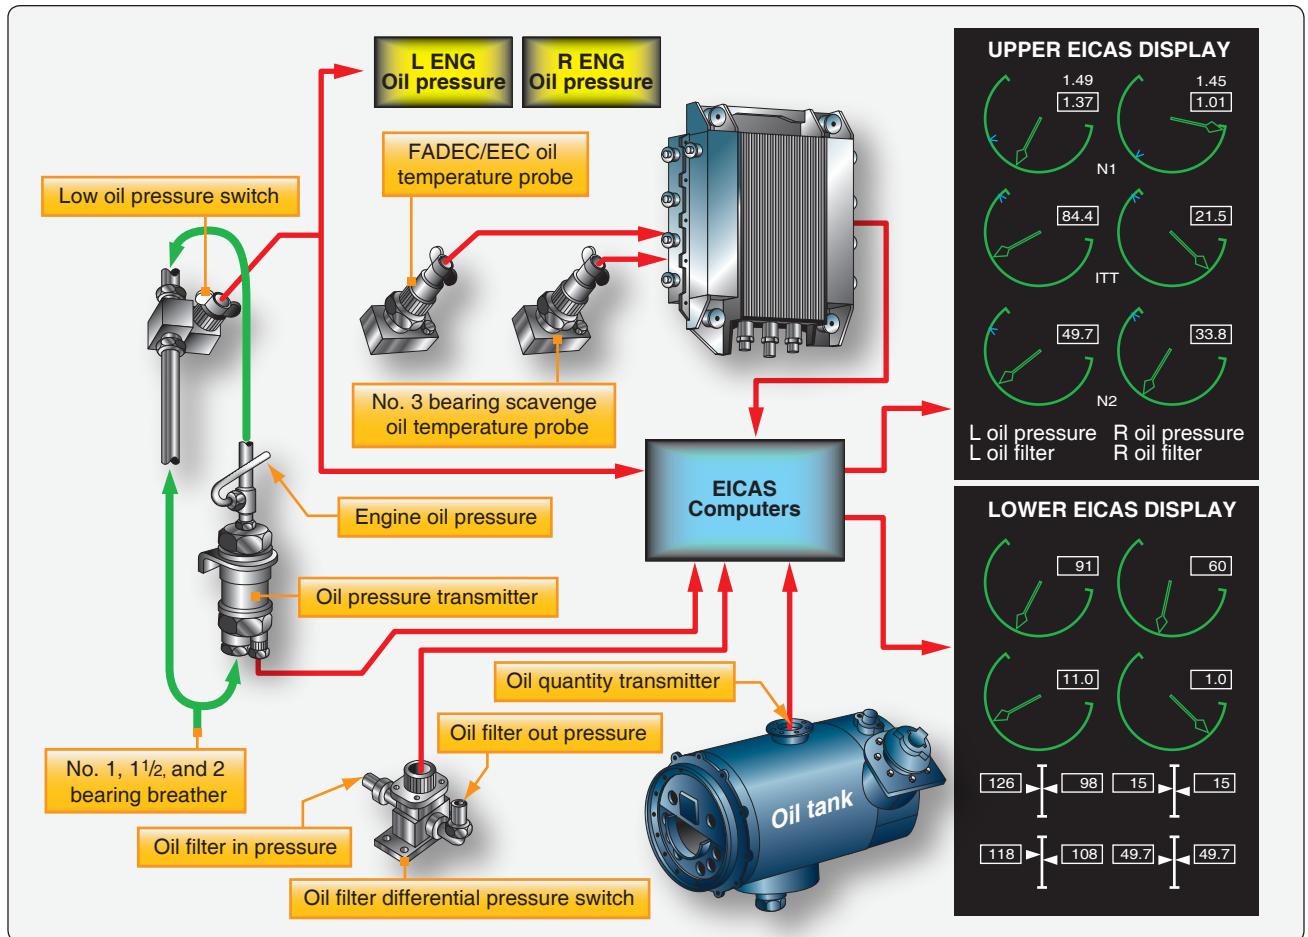 L ENG
Oil pressure
R ENG
Oil pressure
FADEC/EEC oil
temperature probe
Low oil pressure switch
No. 3 bearing scavenge
oil temperature probe
EICAS
Computers
Engine oil pressure
Oil pressure transmitter
Oil quantity transmitter
Oil filter out pressure
No. 1, 1 1/2, and 2
bearing breather
Oil filter in pressure
Oil filter differential pressure switch
Oil tank
UPPER EICAS DISPLAY
1.49
1.37
1.45
1.01
N1
84.4
21.5
ITT
49.7
33.8
N2
L oil pressure R oil pressure
L oil filter R oil filter
LOWER EICAS DISPLAY
91
60
11.0
1.0
126 98 15 15
118 108 49.7 49.7